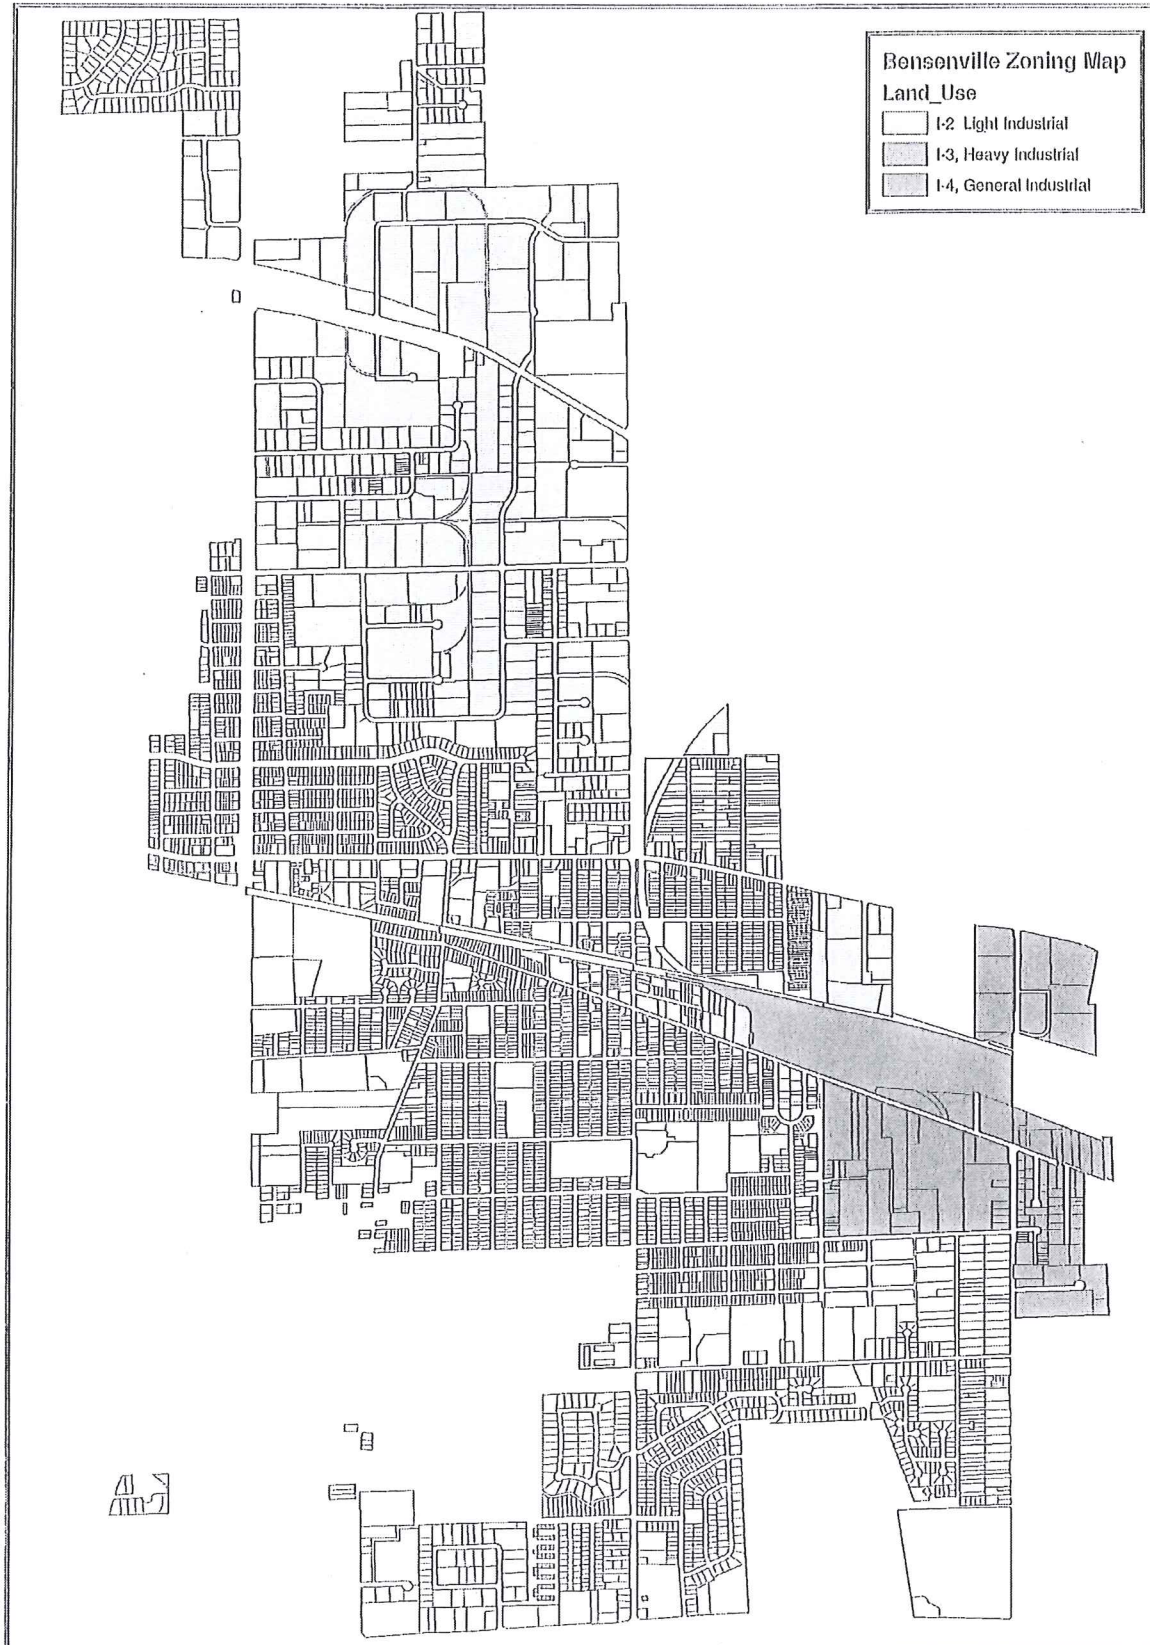 Bensenville Zoning Map
Land_Use
I-2 Light Industrial
I-3, Heavy Industrial
I-4, General Industrial